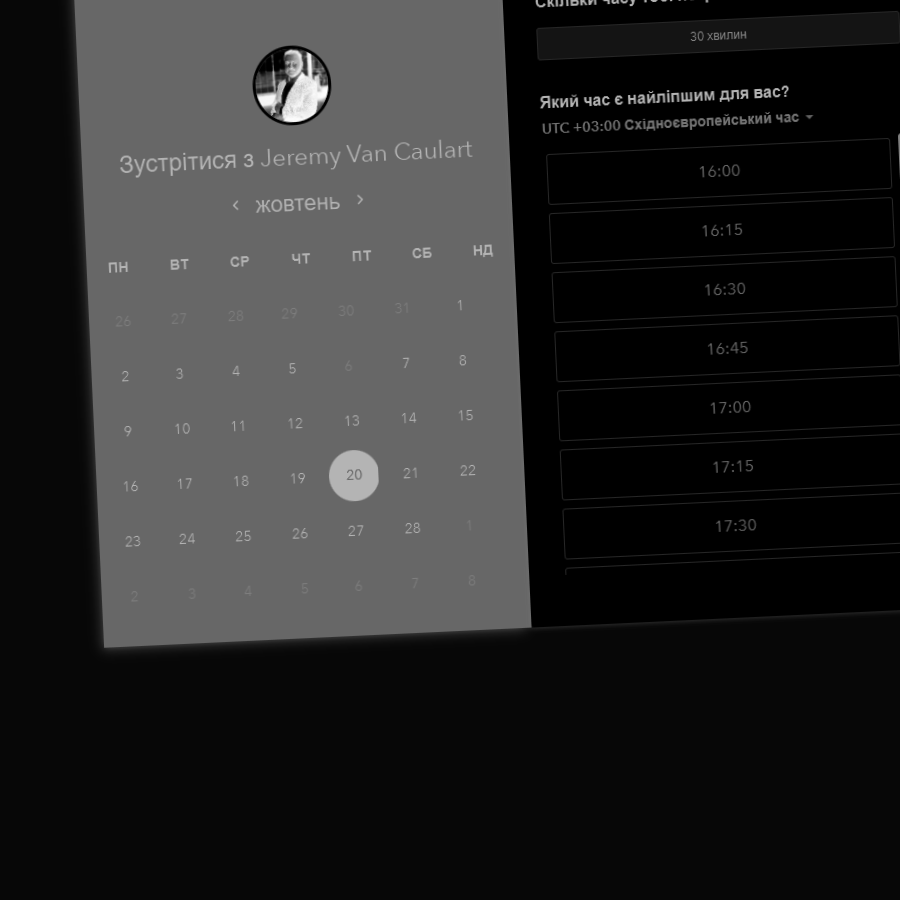 Зустрітися з Jeremy Van Caulart
‹ жовтень ›
ПН ВТ СР ЧТ ПТ СБ НД
26 27 28 29 30 31 1
2 3 4 5 6 7 8
9 10 11 12 13 14 15
16 17 18 19 20 21 22
23 24 25 26 27 28 1
2 3 4 5 6 7 8
Скільки часу
30 хвилин
Який час є найліпшим для вас?
UTC +03:00 Східноєвропейський час
16:00
16:15
16:30
16:45
17:00
17:15
17:30